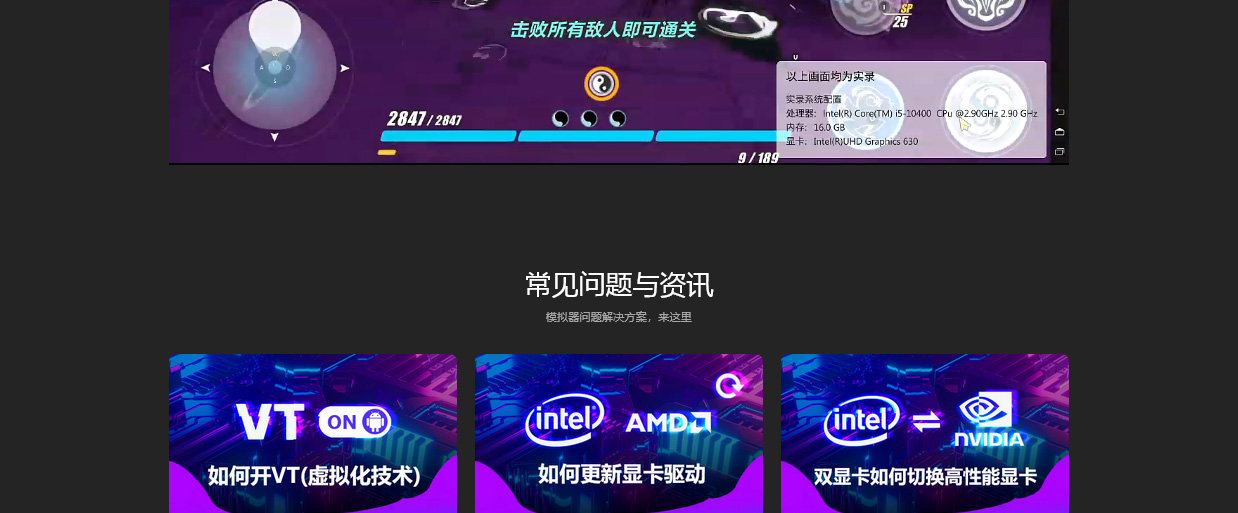 SP
25
击败所有敌人即可通关
W
A D
S
U
以上画面均为实录
实录系统配置
处理器：Intel(R) Core(TM) i5-10400 CPu @2.90GHz 2.90 GHz
内存：16.0 GB
显卡：Intel(R)UHD Graphics 630
2847/2847
9/189
常见问题与资讯
模拟器问题解决方案，来这里
VT ON
如何开VT(虚拟化技术)
intel AMD
如何更新显卡驱动
intel NVIDIA
双显卡如何切换高性能显卡